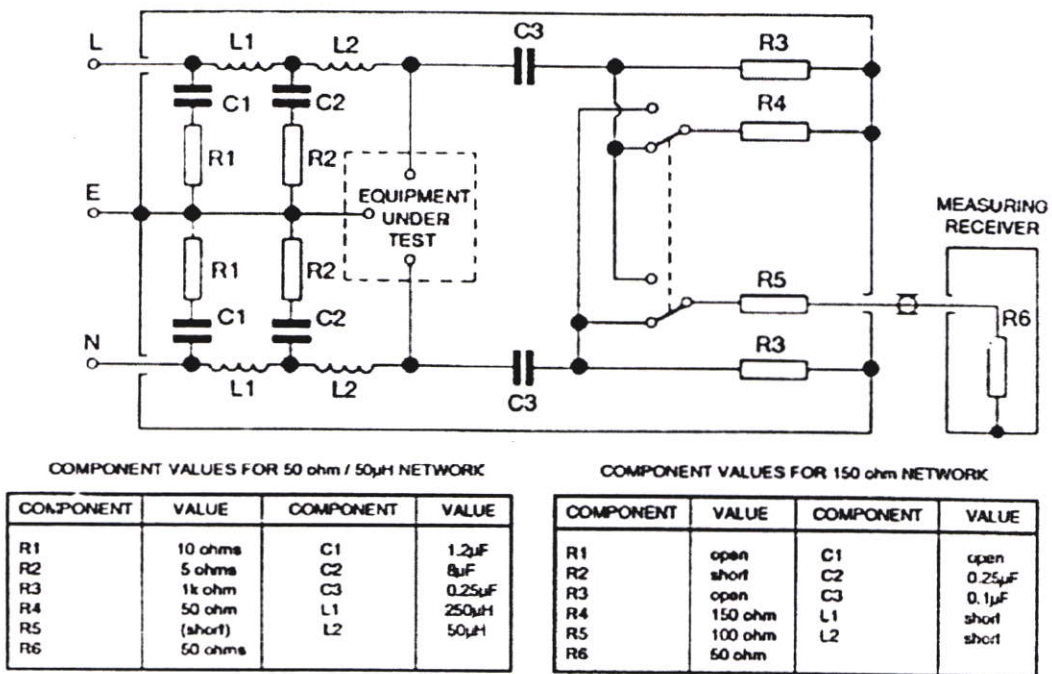 C3
L1 L2 R3
L
C1 C2 R4
R1 R2
E
EQUIPMENT
UNDER
TEST
MEASURING
RECEIVER
R1 R2
R5
C1 C2
R6
N
R3
L1 L2
C3
COMPONENT VALUES FOR 50 ohm / 50µH NETWORK
COMPONENT VALUE COMPONENT VALUE
R1 10 ohms C1 1.2µF
R2 5 ohms C2 8µF
R3 1k ohm C3 0.25µF
R4 50 ohm L1 250µH
R5 (short) L2 50µH
R6 50 ohms
COMPONENT VALUES FOR 150 ohm NETWORK
COMPONENT VALUE COMPONENT VALUE
R1 open C1 open
R2 short C2 0.25µF
R3 open C3 0.1µF
R4 150 ohm L1 short
R5 100 ohm L2 short
R6 50 ohm